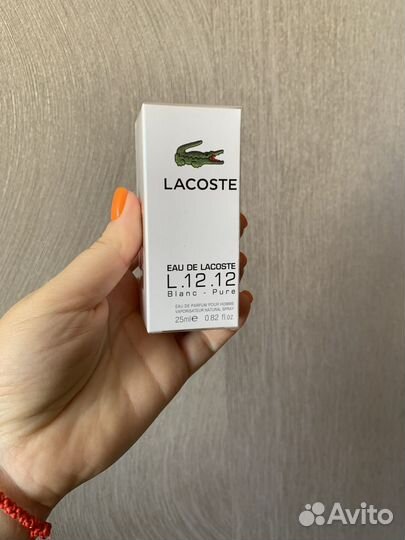 LACOSTE
EAU DE LACOSTE
L.12.12
Blanc - Pure
EAU DE PARFUM POUR HOMME
VAPORISATEUR NATURAL SPRAY
25ml℮ 0.82 fl.oz
Avito